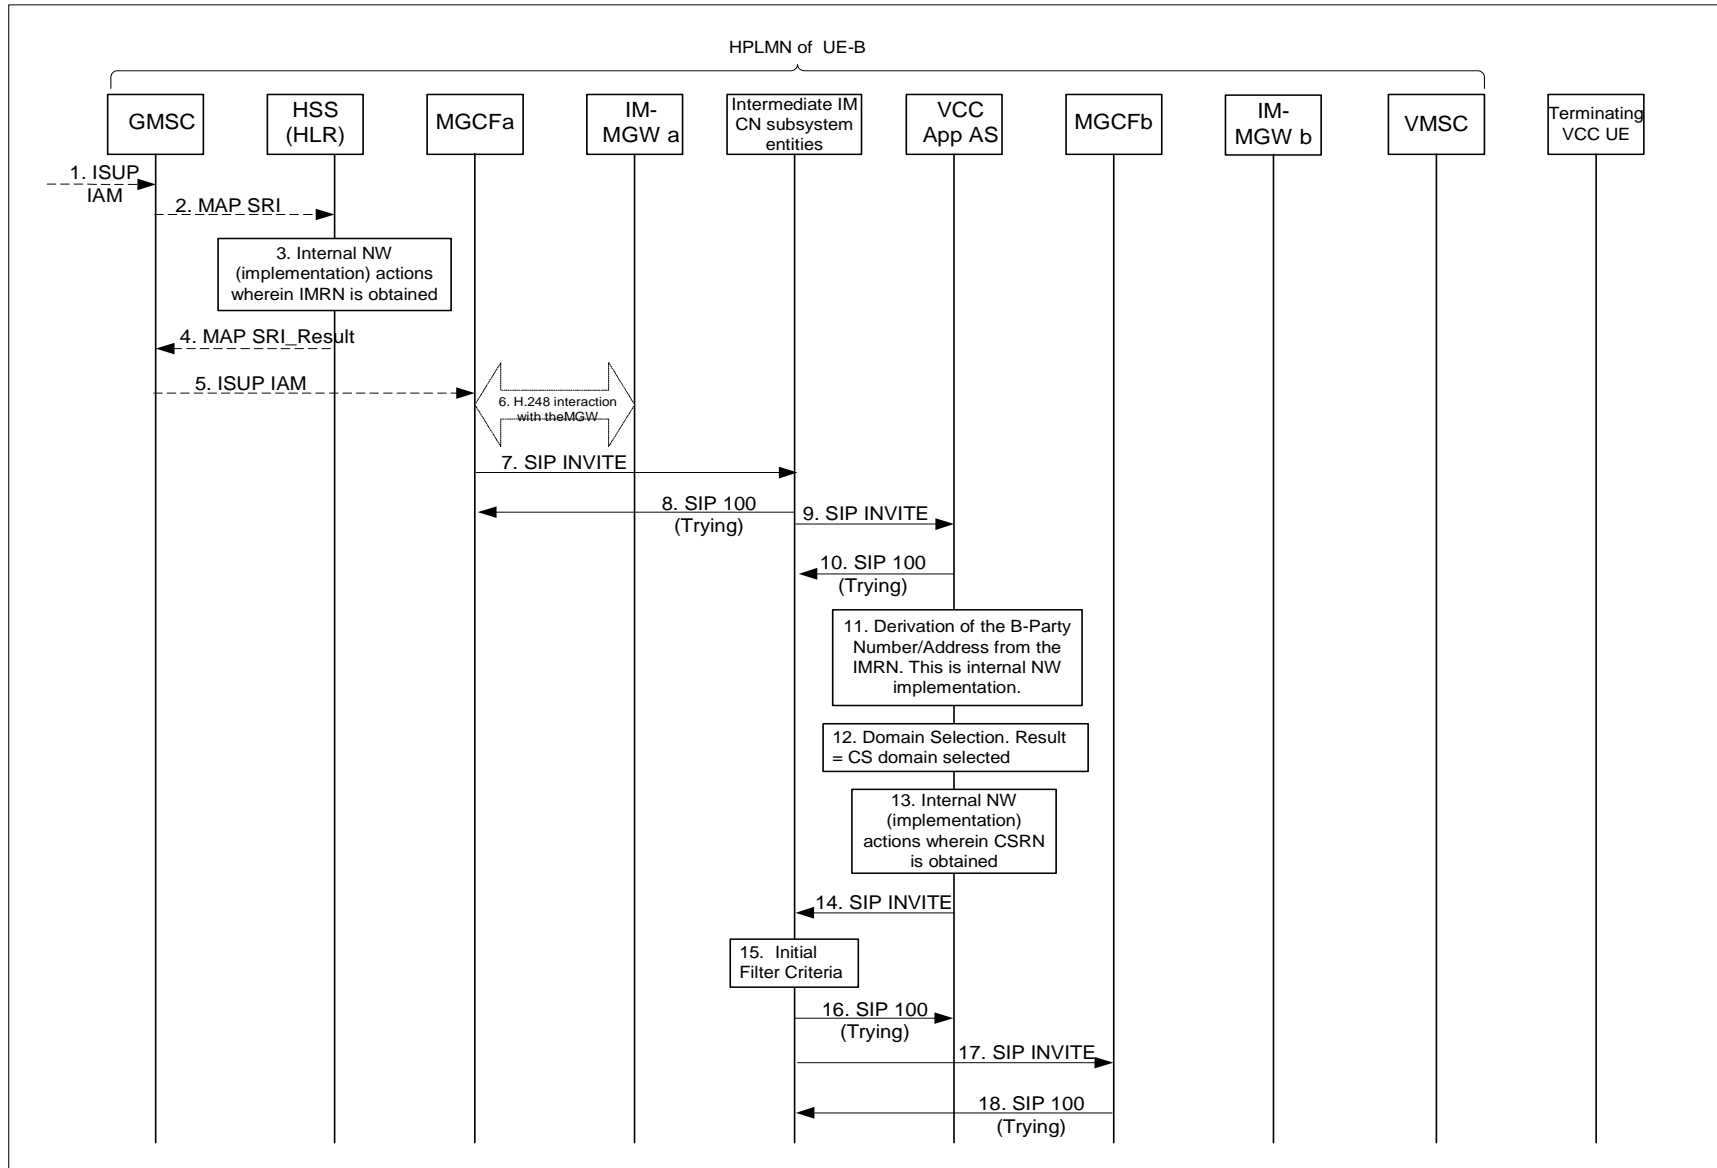 HPLMN of  UE-B
GMSC
HSS
(HLR)
MGCFa
IM-
MGW a
Intermediate IM
CN subsystem
entities
VCC
App AS
MGCFb
IM-
MGW b
VMSC
Terminating
VCC UE
1. ISUP
IAM
2. MAP SRI
3. Internal NW
(implementation) actions
wherein IMRN is obtained
4. MAP SRI_Result
5. ISUP IAM
6. H.248 interaction
with theMGW
7. SIP INVITE
8. SIP 100
(Trying)
9. SIP INVITE
10. SIP 100
(Trying)
11. Derivation of the B-Party
Number/Address from the
IMRN. This is internal NW
implementation.
12. Domain Selection. Result
= CS domain selected
13. Internal NW
(implementation)
actions wherein CSRN
is obtained
14. SIP INVITE
15.  Initial
Filter Criteria
16. SIP 100
(Trying)
17. SIP INVITE
18. SIP 100
(Trying)